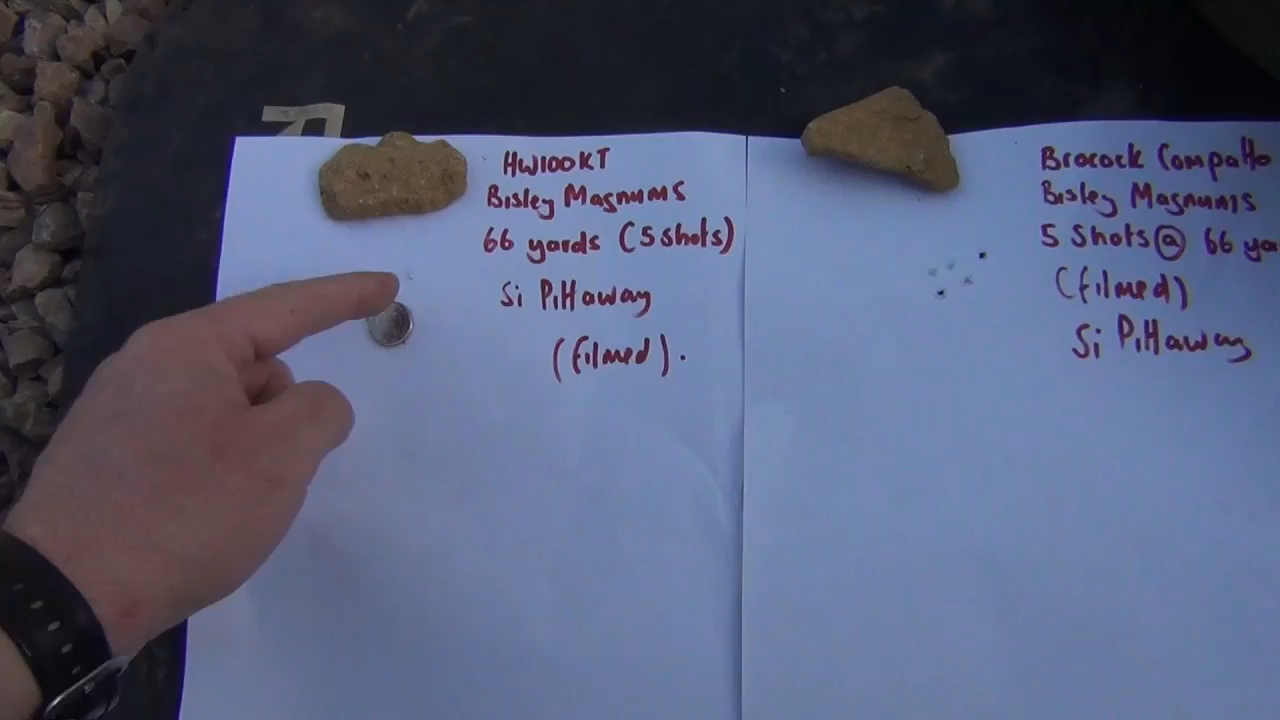 HW100KT
Bisley Magnums
66 yards (5 shots)
Si Pittaway
(filmed).
Brocock Compatto
Bisley Magnums
5 Shots @ 66 ya
(filmed)
Si Pittaway